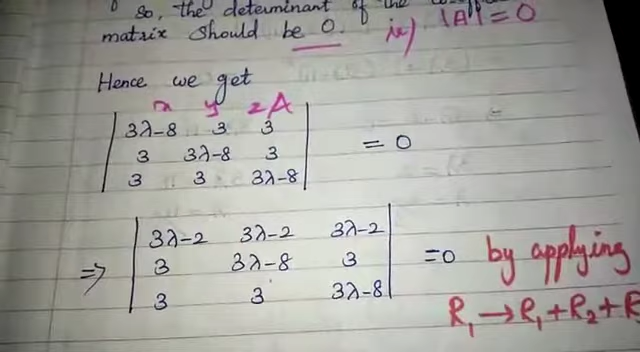 So, the determinant of the
matrix should be 0. ie) |A| = 0
Hence we get
x y z A
| 3λ-8 3 3 |
| 3 3λ-8 3 | = 0
| 3 3 3λ-8 |
| 3λ-2 3λ-2 3λ-2 |
⇒ | 3 3λ-8 3 | =0 by applying
| 3 3 3λ-8 | R₁→R₁+R₂+R